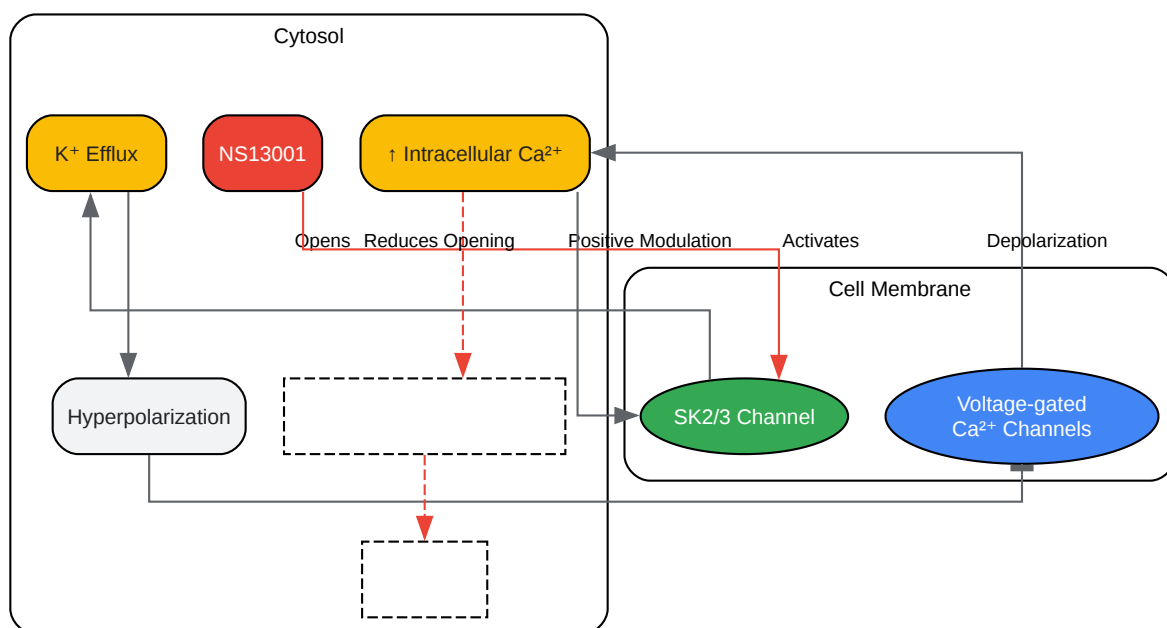 Cytosol
K⁺ Efflux
NS13001
↑ Intracellular Ca²⁺
Opens
Reduces Opening
Positive Modulation
Activates
Depolarization
Cell Membrane
Hyperpolarization
SK2/3 Channel
Voltage-gated
Ca²⁺ Channels